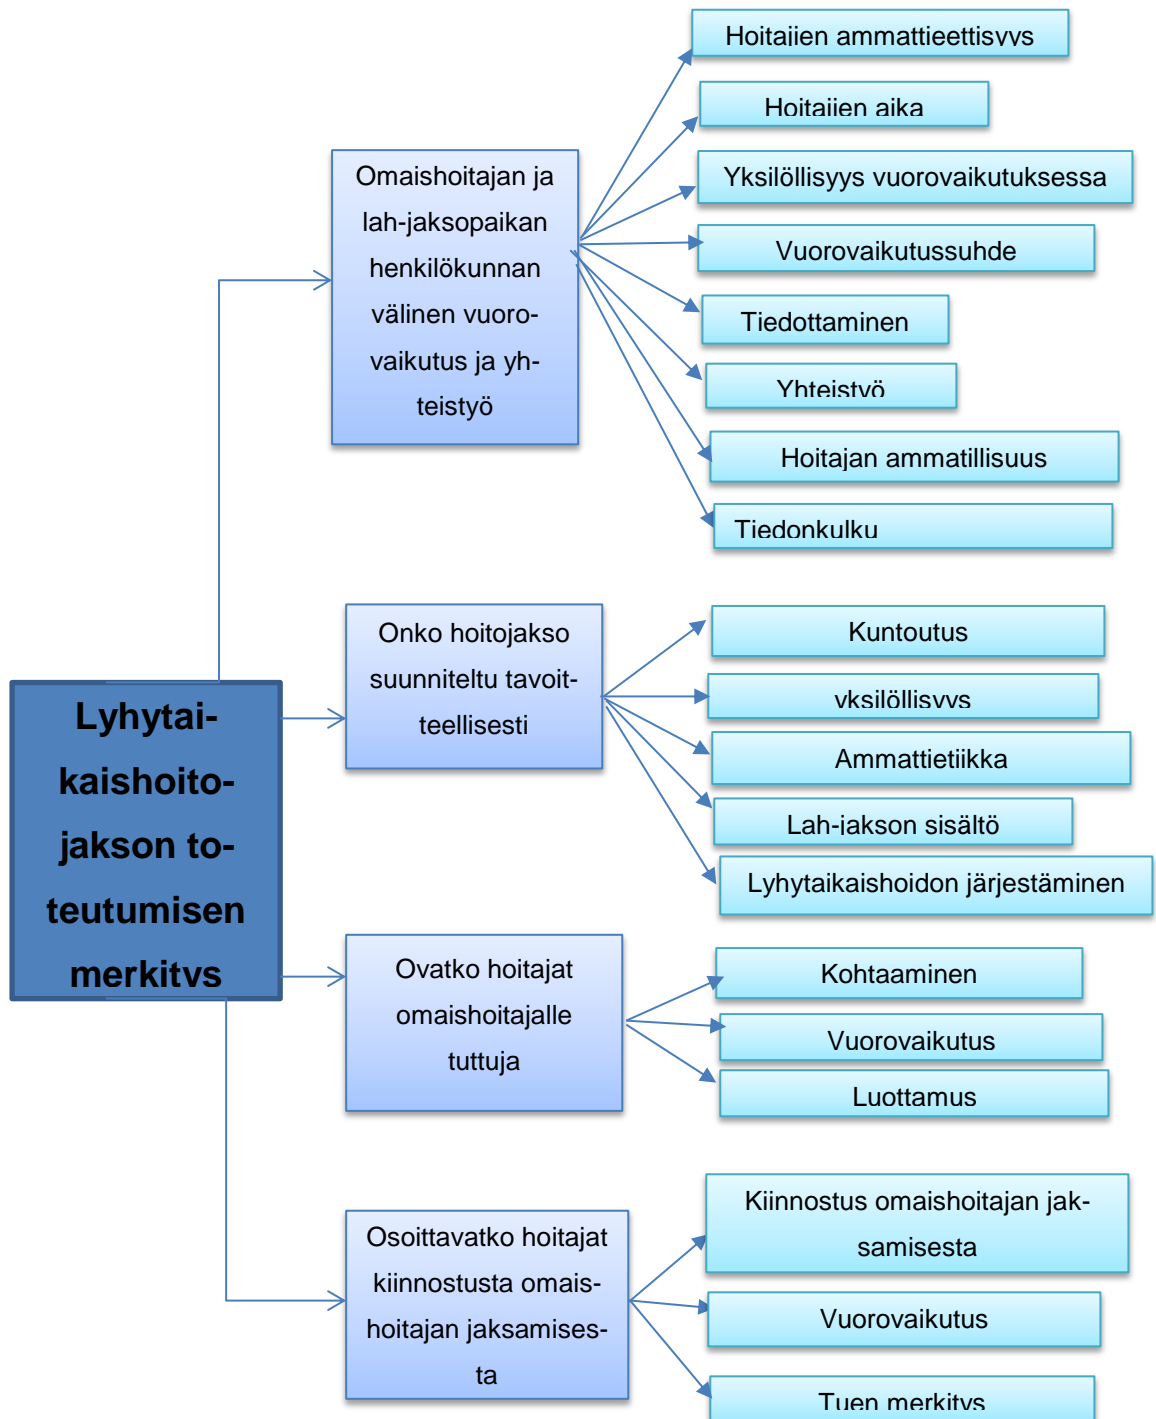 Hoitajien ammattieettisyys
Hoitajien aika
Yksilöllisyys vuorovaikutuksessa
Vuorovaikutussuhde
Tiedottaminen
Yhteistyö
Hoitajan ammatillisuus
Tiedonkulku
Omaishoitajan ja
lah-jaksopaikan
henkilökunnan
välinen vuoro-
vaikutus ja yh-
teistyö
Onko hoitojakso
suunniteltu tavoit-
teellisesti
Kuntoutus
yksilöllisyys
Ammattietiikka
Lah-jakson sisältö
Lyhytaikaishoidon järjestäminen
Lyhytai-
kaishoito-
jakson to-
teutumisen
merkitys
Ovatko hoitajat
omaishoitajalle
tuttuja
Kohtaaminen
Vuorovaikutus
Luottamus
Osoittavatko hoitajat
kiinnostusta omais-
hoitajan jaksamises-
ta
Kiinnostus omaishoitajan jak-
samisesta
Vuorovaikutus
Tuen merkitys